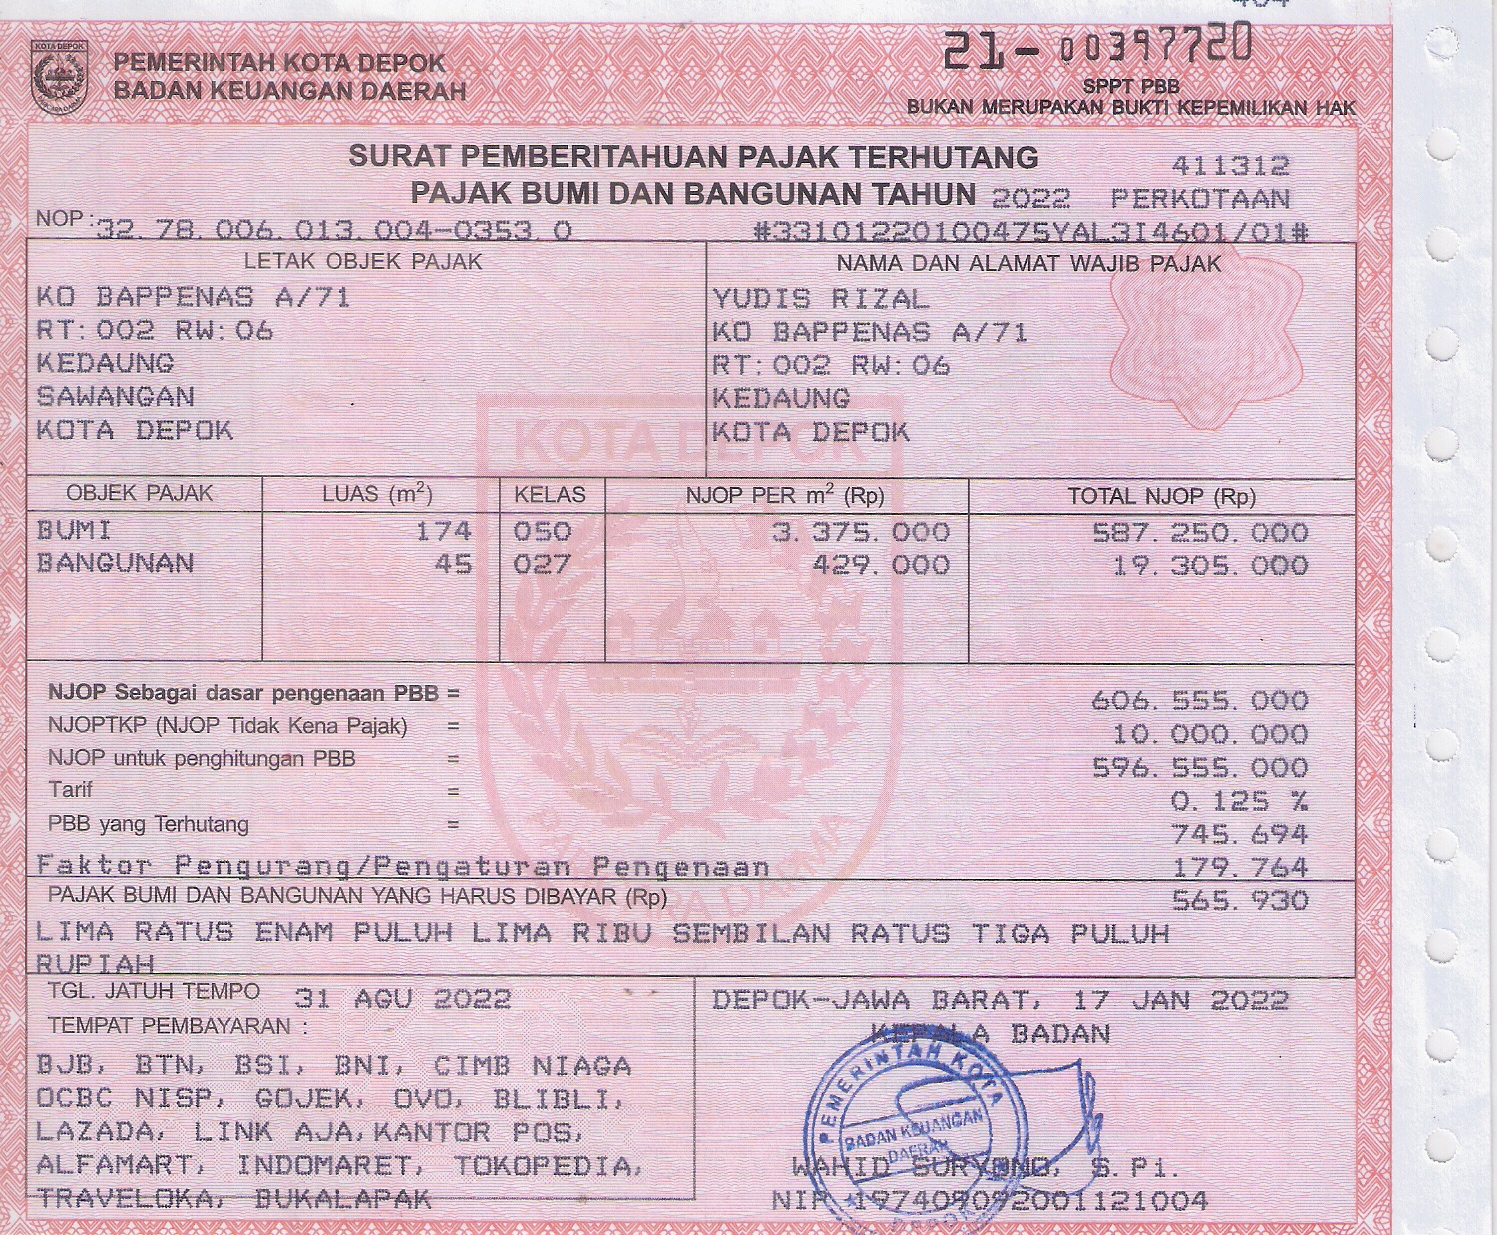 KOTA DEPOK
PEMERINTAH KOTA DEPOK
BADAN KEUANGAN DAERAH
21-00397720
SPPT PBB
BUKAN MERUPAKAN BUKTI KEPEMILIKAN HAK
SURAT PEMBERITAHUAN PAJAK TERHUTANG 411312
PAJAK BUMI DAN BANGUNAN TAHUN 2022 PERKOTAAN
NOP : 32. 78. 006. 013. 004-0353. 0 #33101220100475YAL3I4601/01#
LETAK OBJEK PAJAK
KO BAPPENAS A/71
RT: 002 RW: 06
KEDAUNG
SAWANGAN
KOTA DEPOK
NAMA DAN ALAMAT WAJIB PAJAK
YUDIS RIZAL
KO BAPPENAS A/71
RT: 002 RW: 06
KEDAUNG
KOTA DEPOK
KOTA DEPOK
OBJEK PAJAK LUAS (m²) KELAS NJOP PER m² (Rp) TOTAL NJOP (Rp)
BUMI 174 050 3. 375. 000 587. 250. 000
BANGUNAN 45 027 429. 000 19. 305. 000
NJOP Sebagai dasar pengenaan PBB = 606. 555. 000
NJOPTKP (NJOP Tidak Kena Pajak) = 10. 000. 000
NJOP untuk penghitungan PBB = 596. 555. 000
Tarif = 0. 125 %
PBB yang Terhutang = 745. 694
Faktor Pengurang/Pengaturan Pengenaan 179. 764
PAJAK BUMI DAN BANGUNAN YANG HARUS DIBAYAR (Rp) 565. 930
LIMA RATUS ENAM PULUH LIMA RIBU SEMBILAN RATUS TIGA PULUH
RUPIAH
TGL. JATUH TEMPO 31 AGU 2022
TEMPAT PEMBAYARAN :
BJB, BTN, BSI, BNI, CIMB NIAGA
OCBC NISP, GOJEK, OVO, BLIBLI,
LAZADA, LINK AJA, KANTOR POS,
ALFAMART, INDOMARET, TOKOPEDIA,
TRAVELOKA, BUKALAPAK
DEPOK-JAWA BARAT, 17 JAN 2022
KEPALA BADAN
PEMERINTAH KOTA
BADAN KEUANGAN
DAERAH
DEPOK
WAHID SURYONO, S.Pi.
NIP 197409092001121004